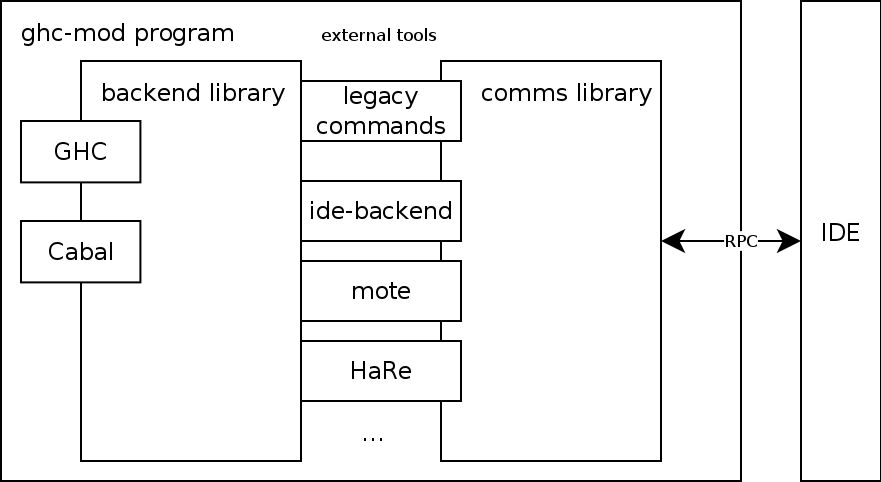 ghc-mod program
external tools
backend library
legacy
commands
comms library
GHC
ide-backend
Cabal
RPC
IDE
mote
HaRe
...